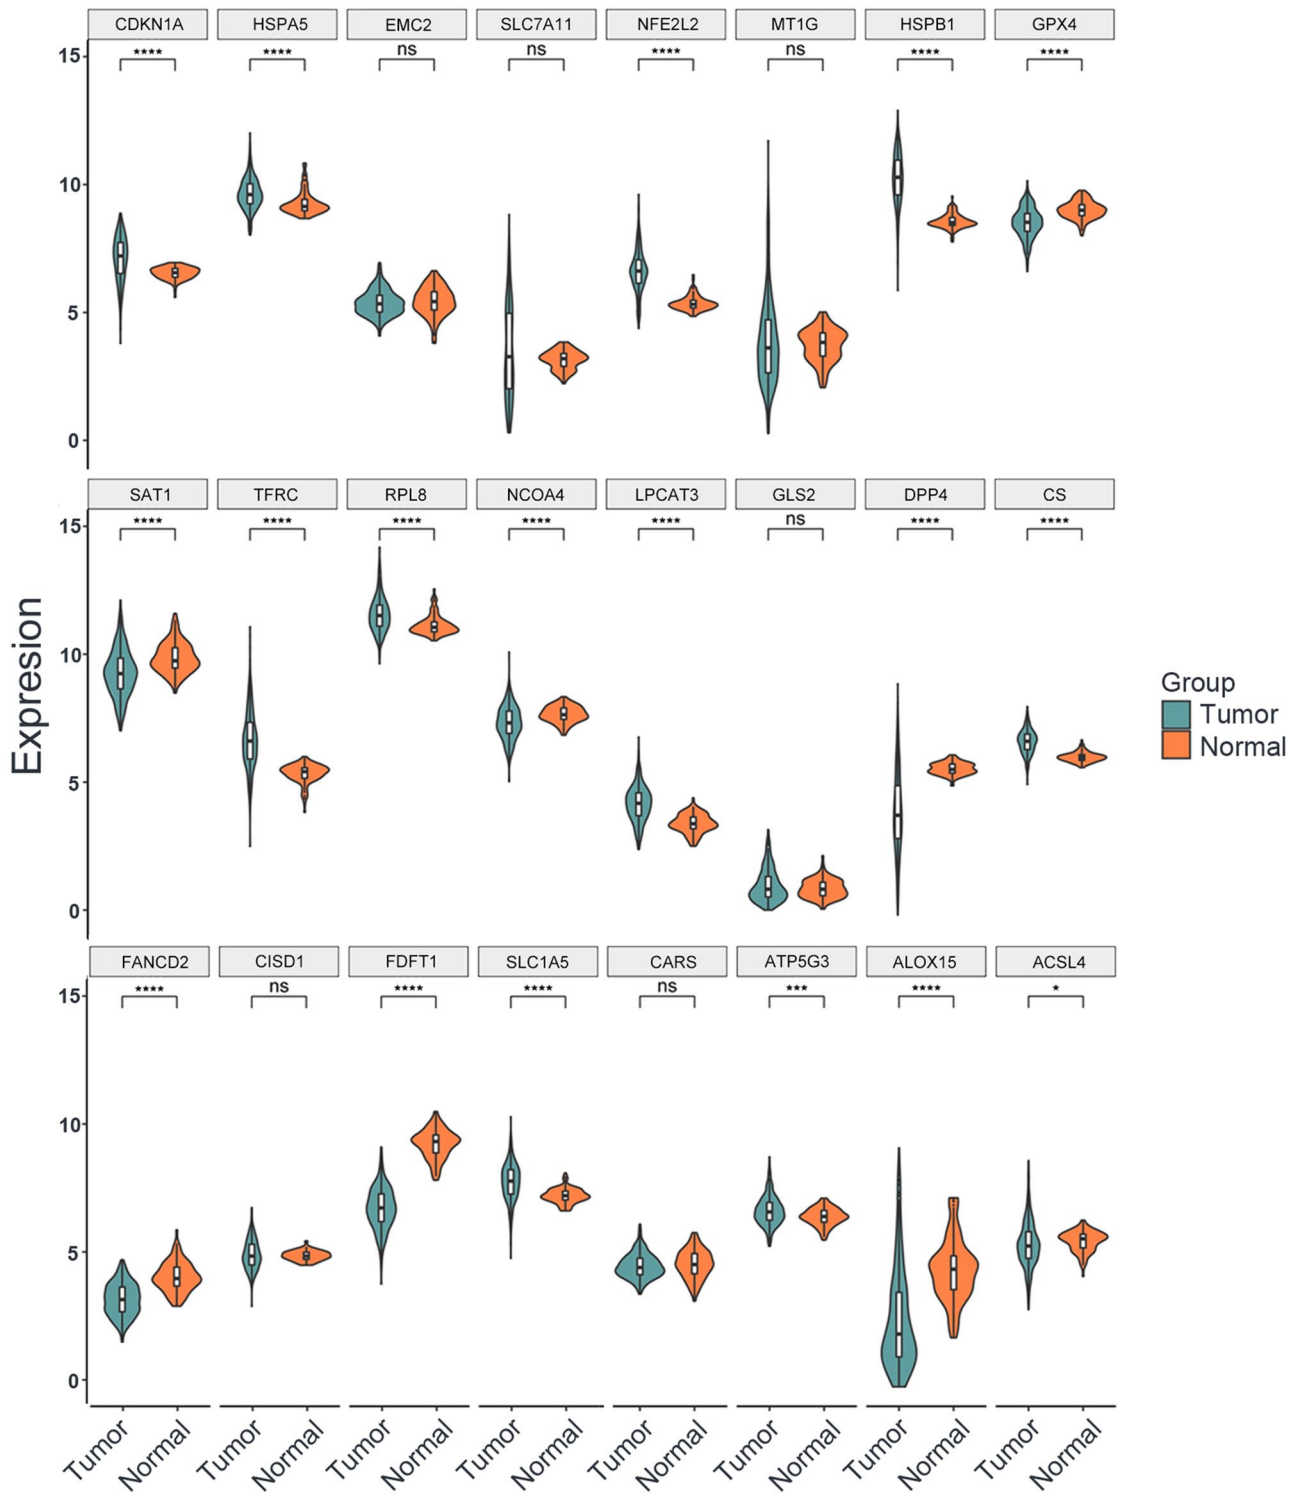 CDKN1A HSPA5 EMC2 SLC7A11 NFE2L2 MT1G HSPB1 GPX4
**** **** ns ns **** ns **** ****
15
10
5
0
SAT1 TFRC RPL8 NCOA4 LPCAT3 GLS2 DPP4 CS
**** **** **** **** **** ns **** ****
15
10
5
0
Expresion
Group
Tumor
Normal
FANCD2 CISD1 FDFT1 SLC1A5 CARS ATP5G3 ALOX15 ACSL4
**** ns **** **** ns *** **** *
15
10
5
0
Tumor Normal Tumor Normal Tumor Normal Tumor Normal Tumor Normal Tumor Normal Tumor Normal Tumor Normal